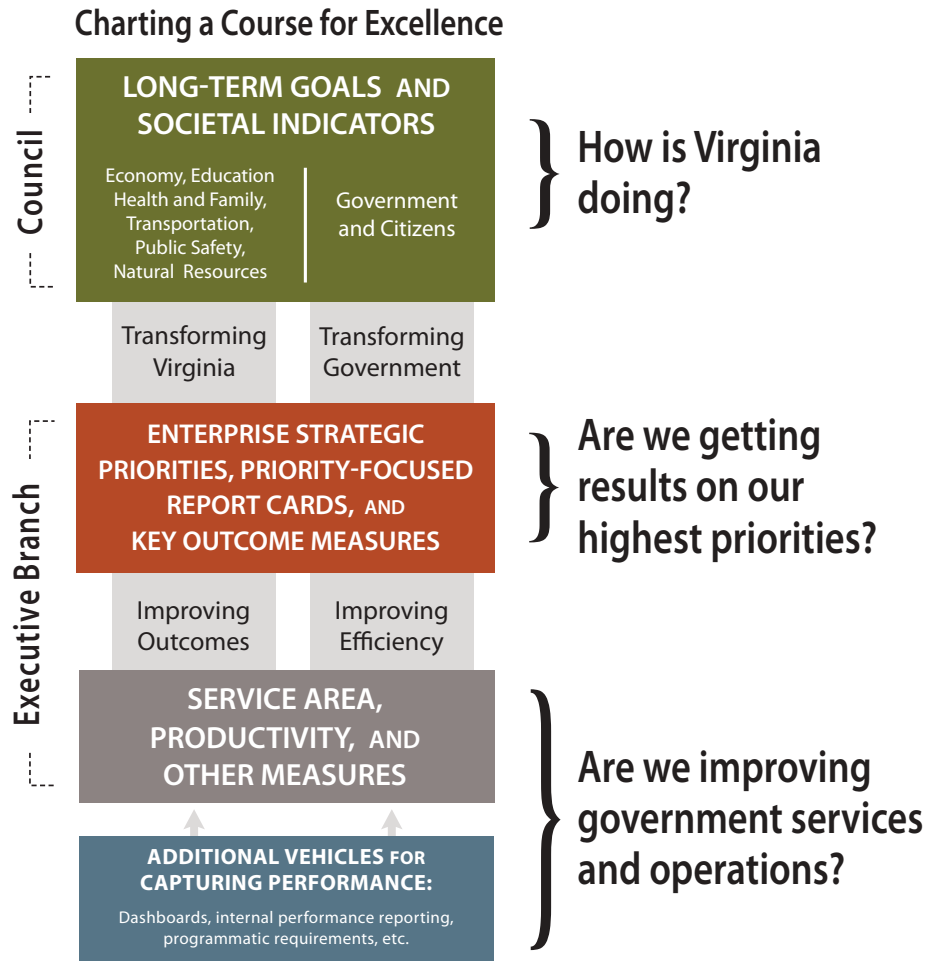 Charting a Course for Excellence
Council
LONG-TERM GOALS AND
SOCIETAL INDICATORS
Economy, Education
Health and Family,
Transportation,
Public Safety,
Natural Resources
Government
and Citizens
How is Virginia
doing?
Transforming
Virginia
Transforming
Government
Executive Branch
ENTERPRISE STRATEGIC
PRIORITIES, PRIORITY-FOCUSED
REPORT CARDS, AND
KEY OUTCOME MEASURES
Are we getting
results on our
highest priorities?
Improving
Outcomes
Improving
Efficiency
SERVICE AREA,
PRODUCTIVITY, AND
OTHER MEASURES
ADDITIONAL VEHICLES FOR
CAPTURING PERFORMANCE:
Dashboards, internal performance reporting,
programmatic requirements, etc.
Are we improving
government services
and operations?